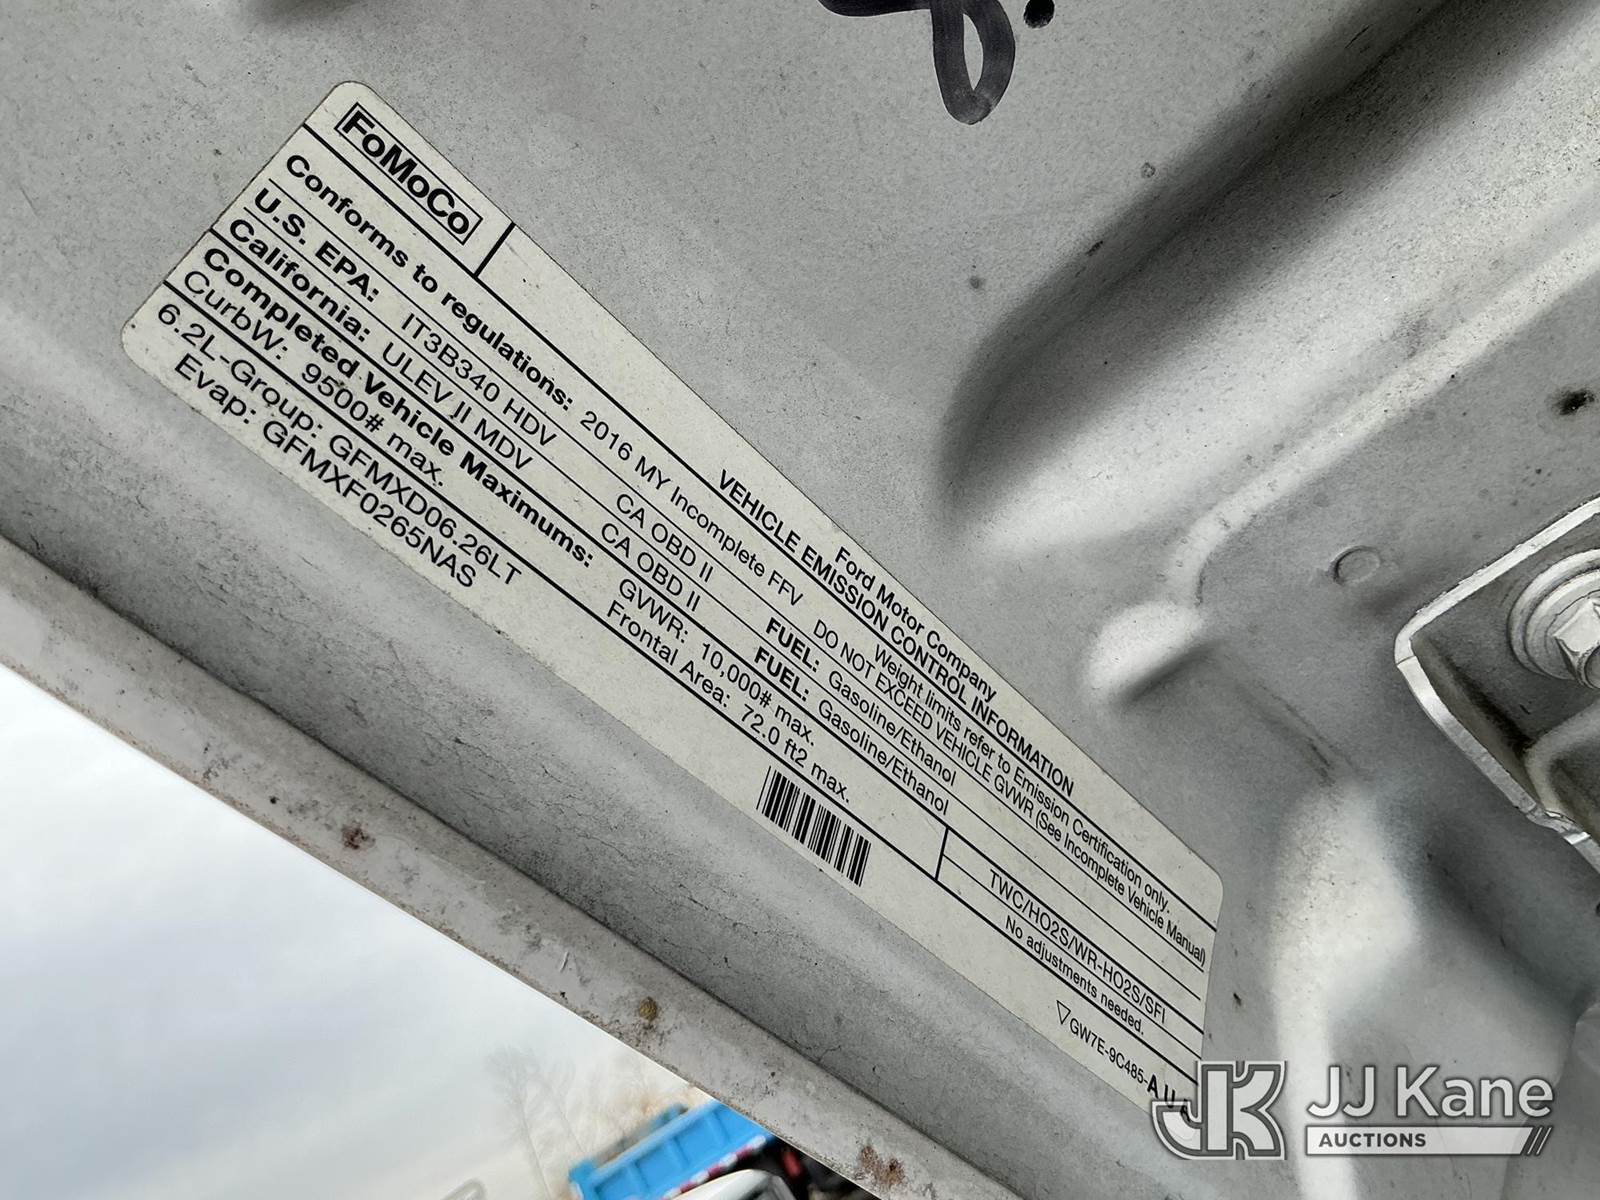 FoMoCo
Ford Motor Company
VEHICLE EMISSION CONTROL INFORMATION
Conforms to regulations: 2016 MY Incomplete FFV
Weight limits refer to Emission Certification only.
DO NOT EXCEED VEHICLE GVWR (See Incomplete Vehicle Manual)
U.S. EPA: IT3B340 HDV CA OBD II FUEL: Gasoline/Ethanol
California: ULEV II MDV CA OBD II FUEL: Gasoline/Ethanol
Completed Vehicle Maximums: GVWR: 10,000# max.
CurbW: 9500# max. Frontal Area: 72.0 ft2 max.
6.2L-Group: GFMXD06.26LT
Evap: GFMXF0265NAS
TWC/HO2S/WR-HO2S/SFI
No adjustments needed.
GW7E-9C485-A U A
JK JJ Kane
AUCTIONS